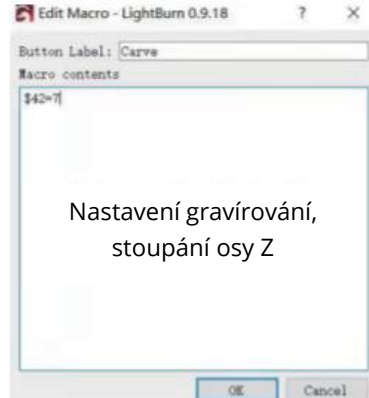 Edit Macro - LightBurn 0.9.18 ? ×
Button Label: Carve
Macro contents
$42=7
Nastavení gravírování,
stoupání osy Z
OK Cancel